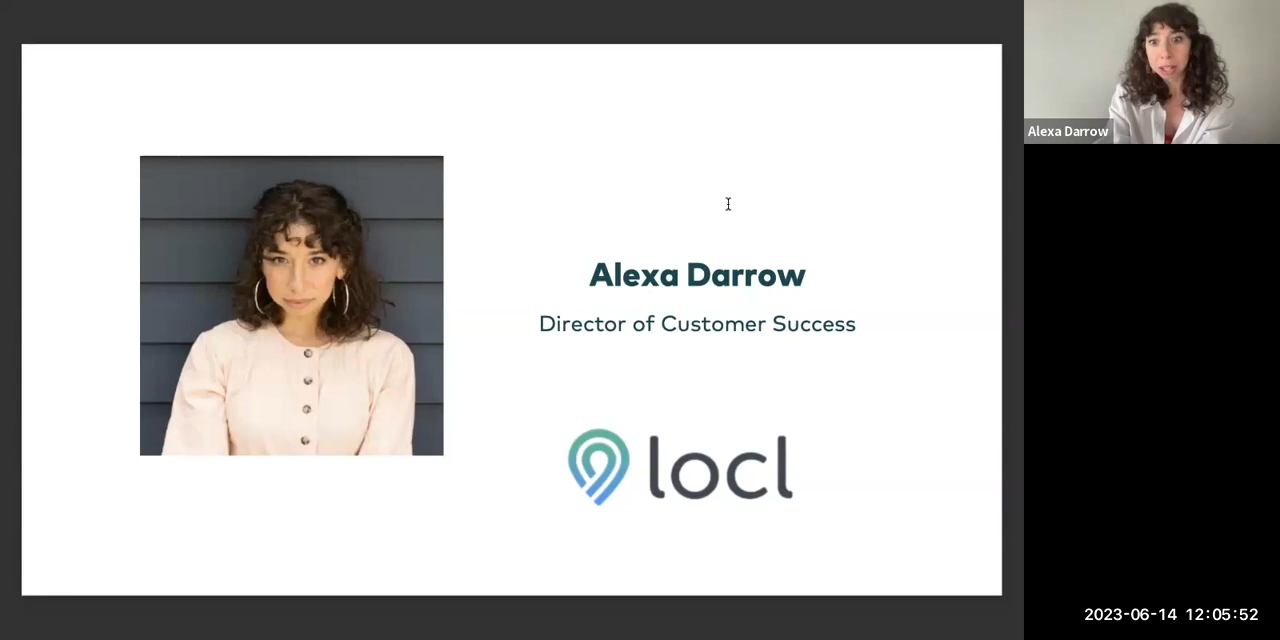 Alexa Darrow
Director of Customer Success
locl
Alexa Darrow
2023-06-14 12:05:52